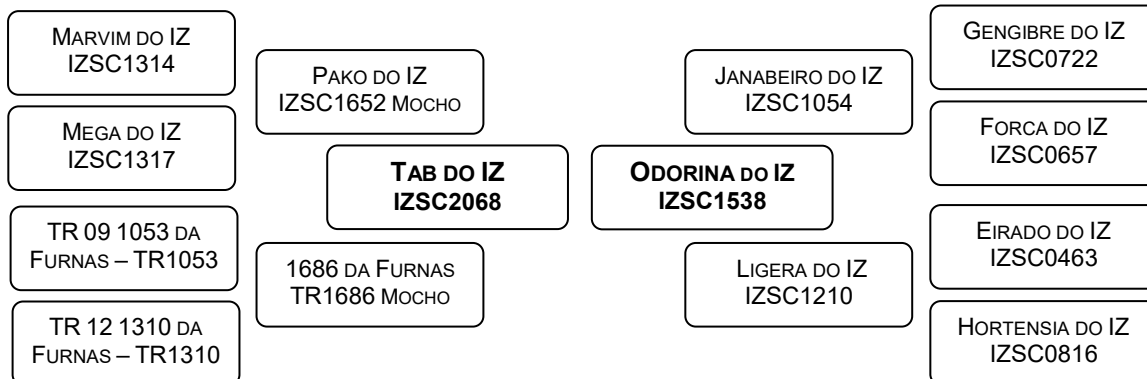 MARVIM DO IZ
IZSC1314
MEGA DO IZ
IZSC1317
TR 09 1053 DA
FURNAS – TR1053
TR 12 1310 DA
FURNAS – TR1310
PAKO DO IZ
IZSC1652 MOCHO
1686 DA FURNAS
TR1686 MOCHO
TAB DO IZ
IZSC2068
ODORINA DO IZ
IZSC1538
JANABEIRO DO IZ
IZSC1054
LIGERA DO IZ
IZSC1210
GENGIBRE DO IZ
IZSC0722
FORCA DO IZ
IZSC0657
EIRADO DO IZ
IZSC0463
HORTENSIA DO IZ
IZSC0816